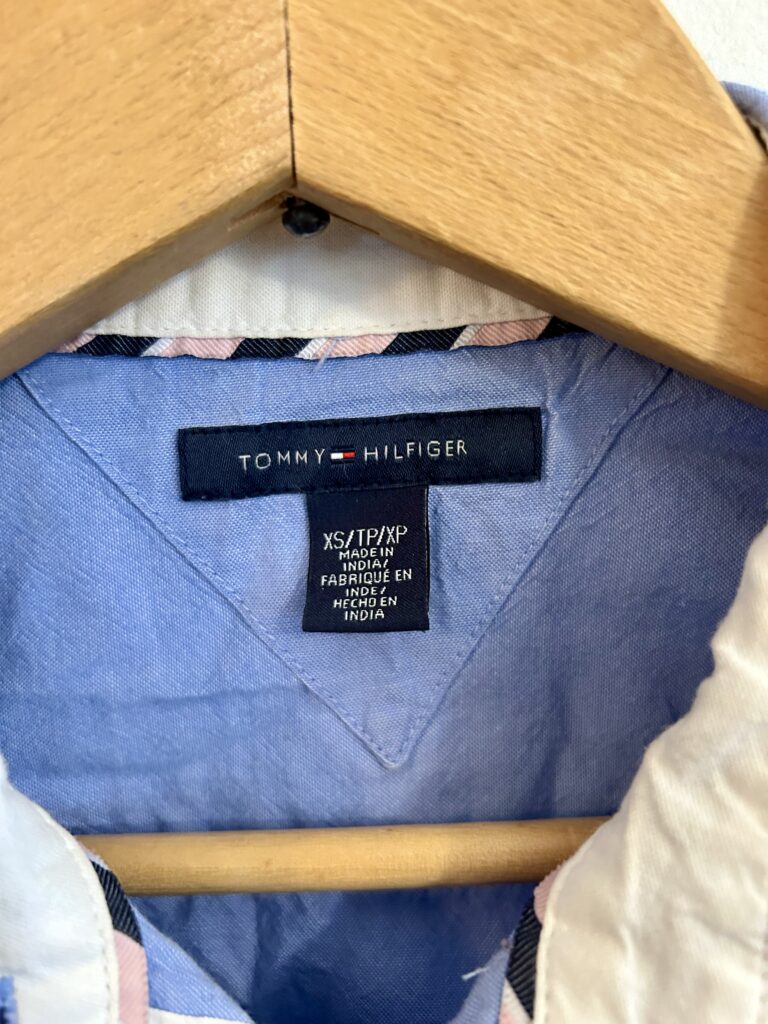 TOMMY HILFIGER
XS/TP/XP
MADE IN
INDIA/
FABRIQUÉ EN
INDE/
HECHO EN
INDIA